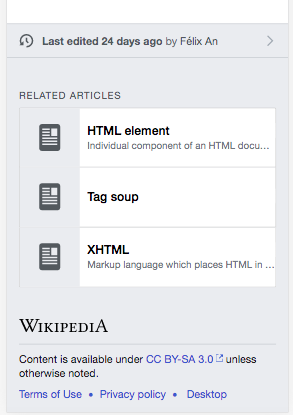 Last edited 24 days ago by Félix An
RELATED ARTICLES
HTML element
Individual component of an HTML docu...
Tag soup
XHTML
Markup language which places HTML in ...
WIKIPEDIA
Content is available under CC BY-SA 3.0 unless
otherwise noted.
Terms of Use • Privacy policy • Desktop